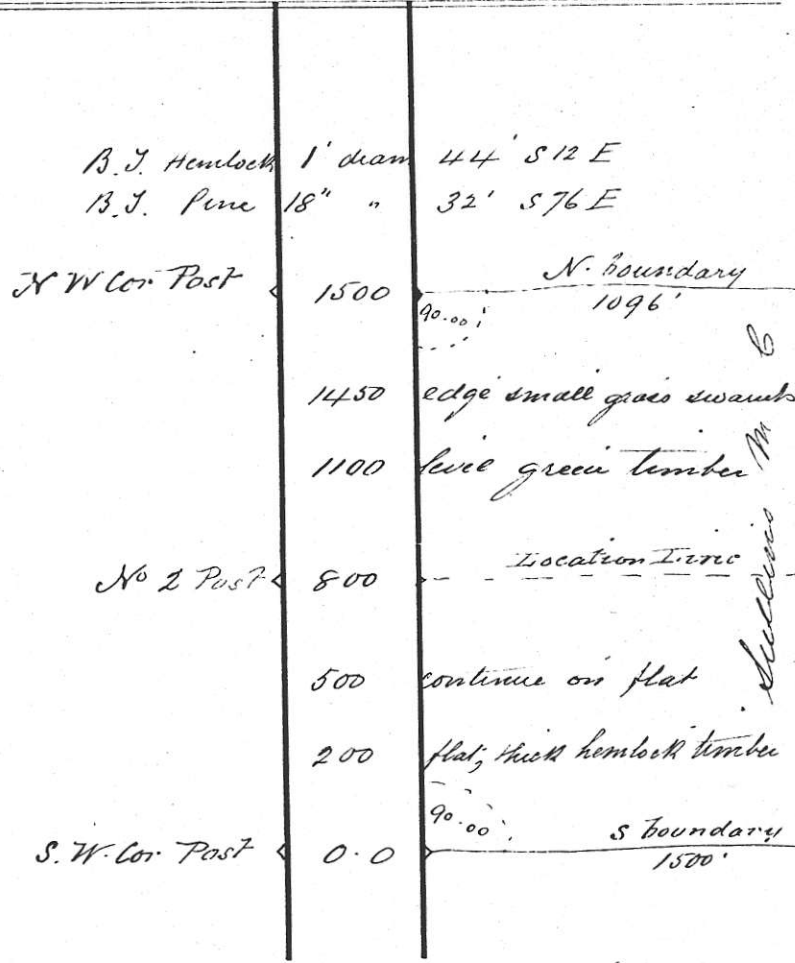 B.T. Hemlock 1' diam 44' S 12 E
B.T. Pine 18" " 32' S 76 E
N W Cor Post 1500 N. boundary
1096'
90.00
1450 edge small grass swamp
1100 level green timber
No 2 Post 800 Location Line
500 continue on flat
200 flat, thick hemlock timber
90.00
S. W. Cor Post 0.0 S boundary
1500'
M C